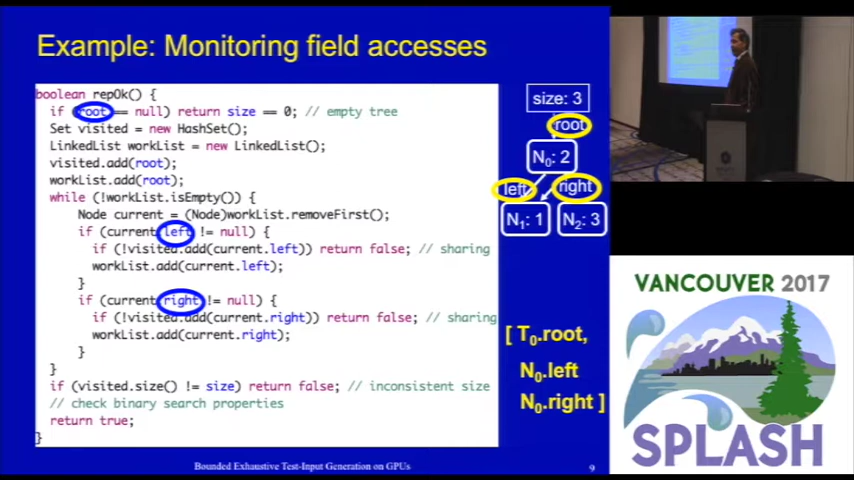 Example: Monitoring field accesses
boolean repOk() {
if (root == null) return size == 0; // empty tree
Set visited = new HashSet();
LinkedList workList = new LinkedList();
visited.add(root);
workList.add(root);
while (!workList.isEmpty()) {
Node current = (Node)workList.removeFirst();
if (current.left != null) {
if (!visited.add(current.left)) return false; // sharing
workList.add(current.left);
}
if (current.right != null) {
if (!visited.add(current.right)) return false; // sharing
workList.add(current.right);
}
}
if (visited.size() != size) return false; // inconsistent size
// check binary search properties
return true;
}
size: 3
root
N₀: 2
left right
N₁: 1 N₂: 3
[ T₀.root,
N₀.left
N₀.right ]
Bounded Exhaustive Test-Input Generation on GPUs
9
VANCOUVER 2017
SPLASH